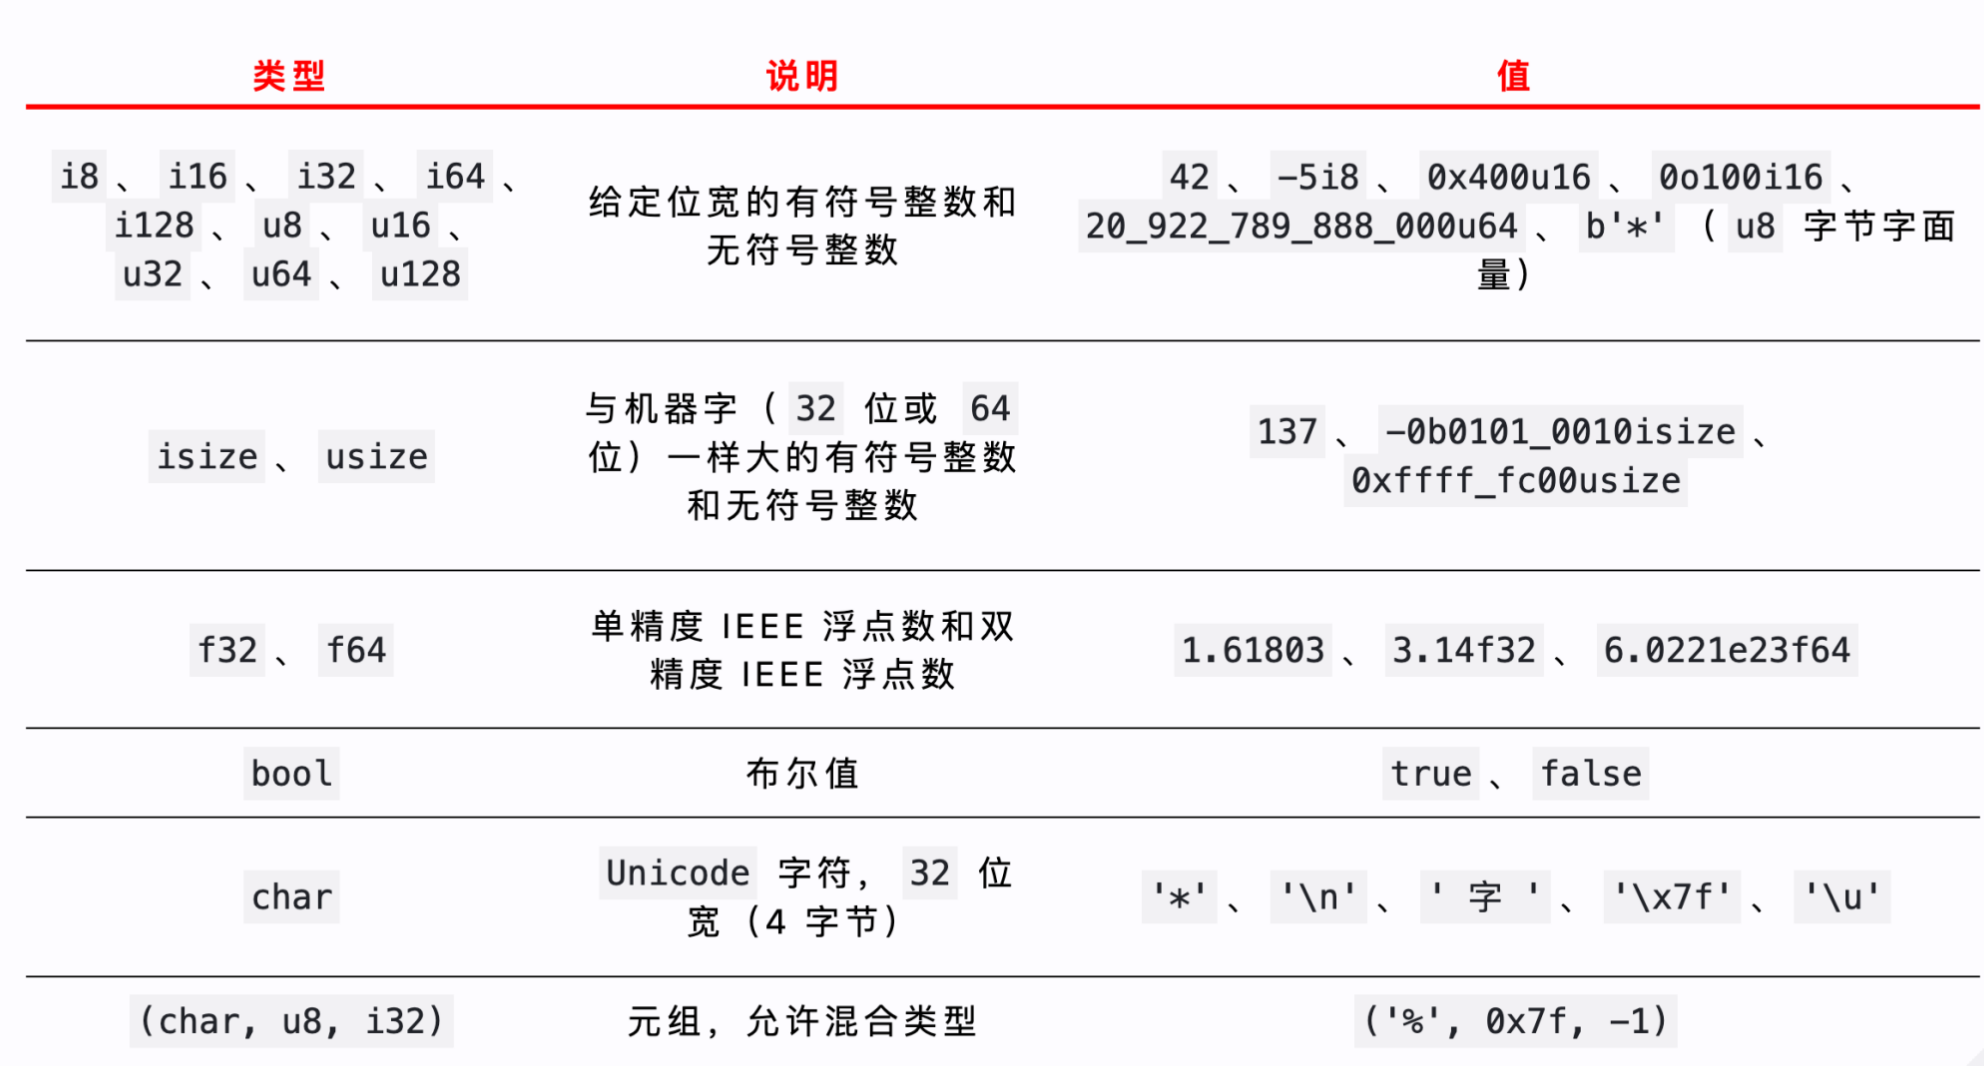 类型 说明 值
i8 、 i16 、 i32 、 i64 、
i128 、 u8 、 u16 、
u32 、 u64 、 u128
给定位宽的有符号整数和
无符号整数
42 、 -5i8 、 0x400u16 、 0o100i16 、
20_922_789_888_000u64 、 b'*' （ u8 字节字面
量）
isize 、 usize
与机器字（ 32 位或 64
位）一样大的有符号整数
和无符号整数
137 、 -0b0101_0010isize 、
0xffff_fc00usize
f32 、 f64
单精度 IEEE 浮点数和双
精度 IEEE 浮点数
1.61803 、 3.14f32 、 6.0221e23f64
bool
布尔值
true 、 false
char
Unicode 字符， 32 位
宽（4 字节）
'*' 、 '\n' 、 ' 字 ' 、 '\x7f' 、 '\u'
(char, u8, i32)
元组，允许混合类型
('%', 0x7f, -1)